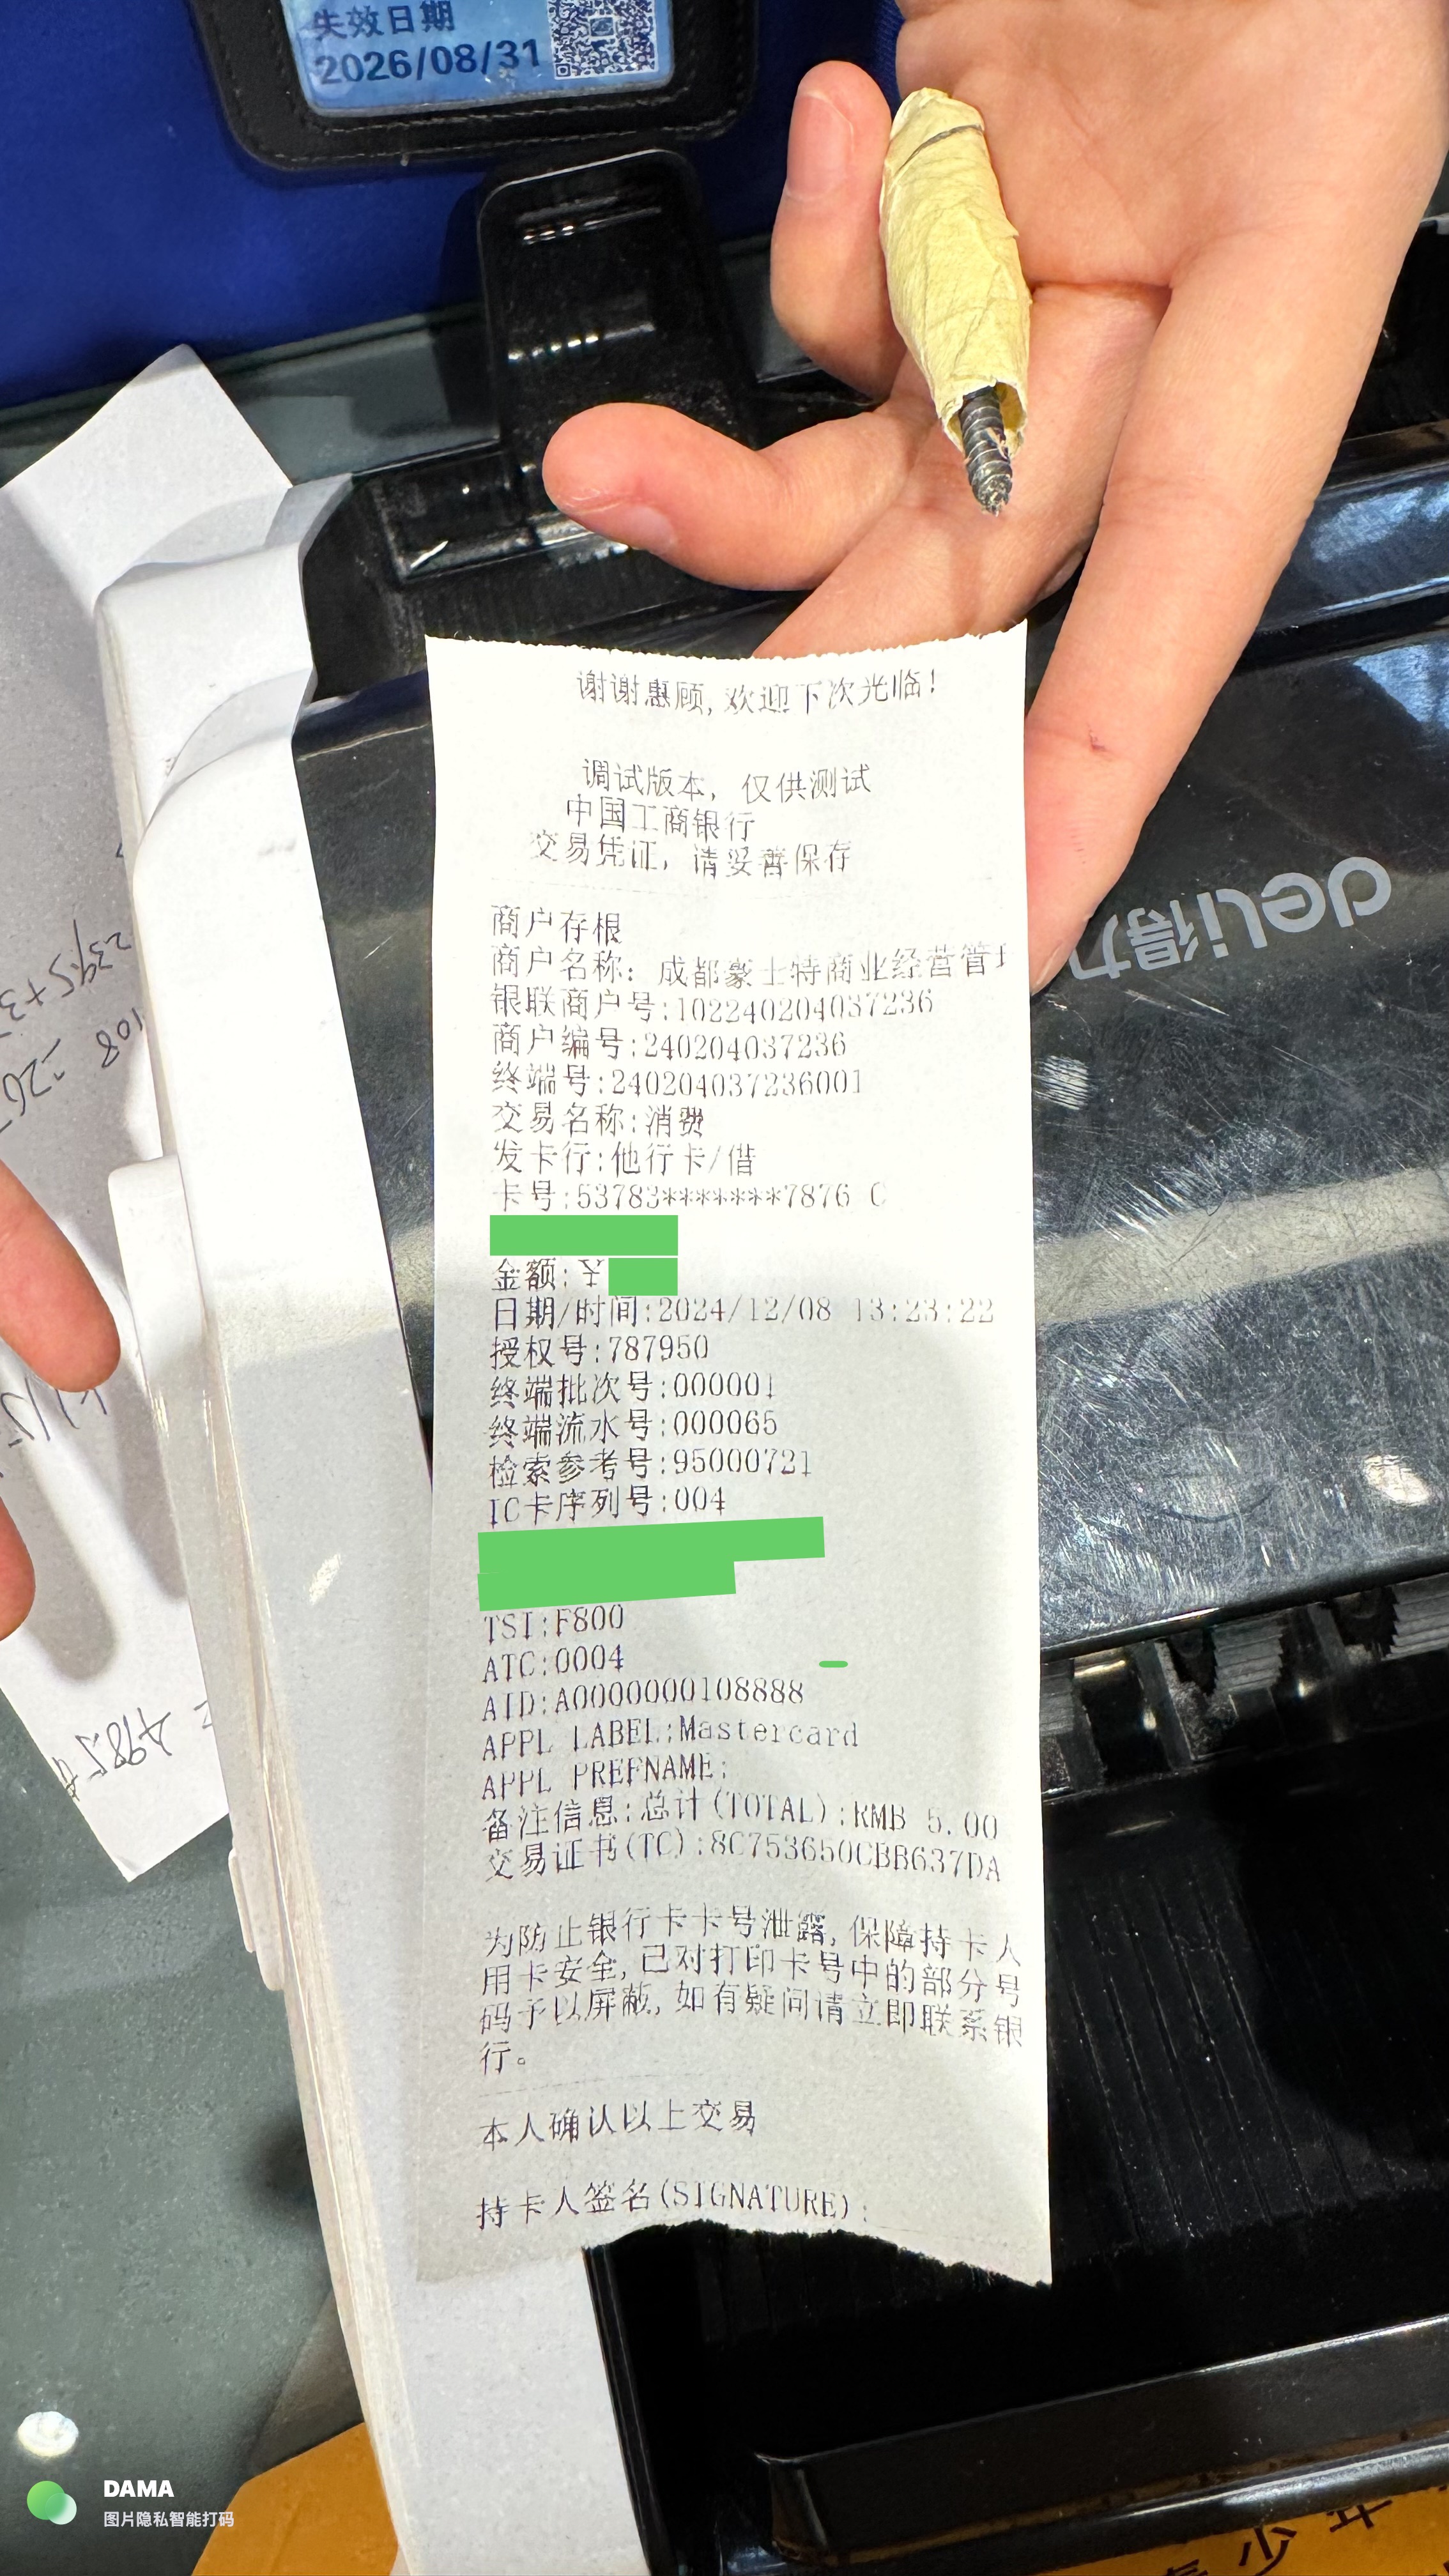 失效日期
2026/08/31
谢谢惠顾,欢迎下次光临!
调试版本, 仅供测试
中国工商银行
交易凭证, 请妥善保存
商户存根
商户名称: 成都豪士特商业经营管
银联商户号:102240204037236
商户编号:240204037236
终端号:240204037236001
交易名称:消费
发卡行:他行卡/借
卡号:53783*******7876 C
金额:¥
日期/时间:2024/12/08 13:23:22
授权号:787950
终端批次号:000001
终端流水号:000065
检索参考号:95000721
IC卡序列号:004
TSI:F800
ATC:0004
AID:A0000000108888
APPL LABEL:Mastercard
APPL PREFNAME:
备注信息:总计(TOTAL):RMB 5.00
交易证书(TC):8C753650CBB637DA
为防止银行卡卡号泄露,保障持卡人
用卡安全,已对打印卡号中的部分号
码予以屏蔽,如有疑问请立即联系银
行。
本人确认以上交易
持卡人签名(SIGNATURE):
deli得力
DAMA
图片隐私智能打码